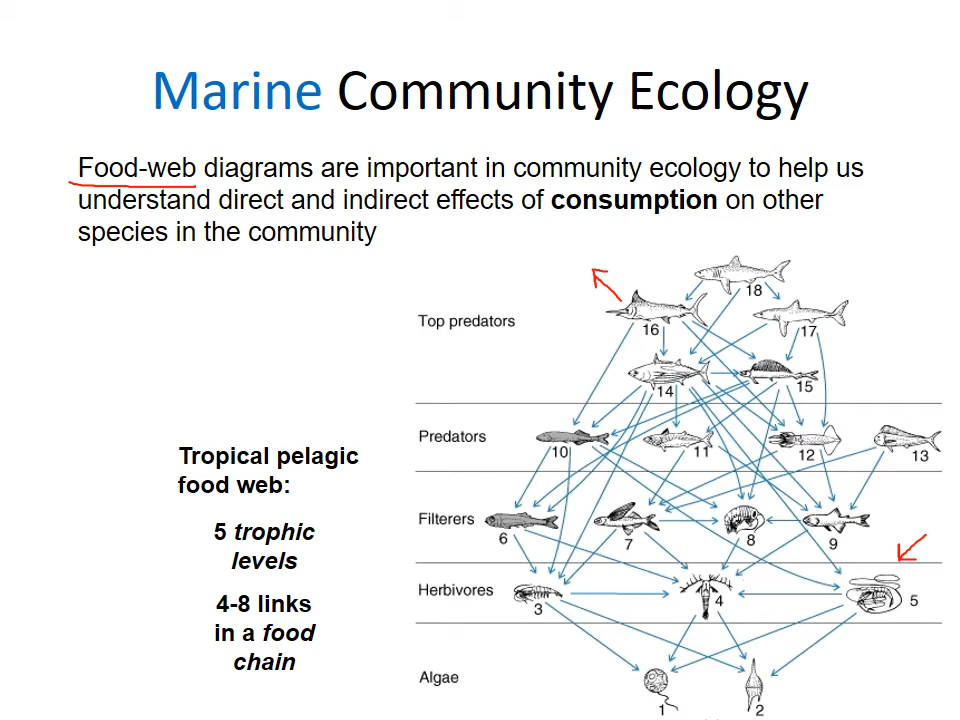 Marine Community Ecology
Food-web diagrams are important in community ecology to help us
understand direct and indirect effects of consumption on other
species in the community
18
Top predators
16
17
14
15
Predators
10
11
12
13
Tropical pelagic
food web:
Filterers
6
7
8
9
5 trophic
levels
Herbivores
3
4
5
4-8 links
in a food
chain
Algae
1
2